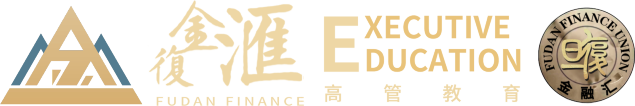 金復滙
FUDAN FINANCE
EXECUTIVE
EDUCATION
高管教育
FUDAN FINANCE UNION
金融汇